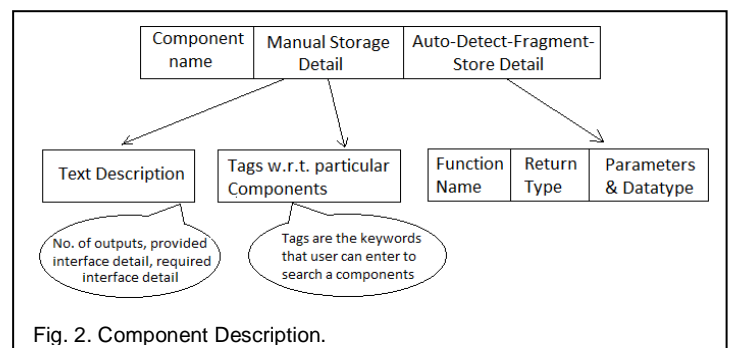 Component name
Manual Storage Detail
Auto-Detect-Fragment-Store Detail
Text Description
Tags w.r.t. particular Components
Function Name
Return Type
Parameters & Datatype
No. of outputs, provided interface detail, required interface detail
Tags are the keywords that user can enter to search a components
Fig. 2. Component Description.